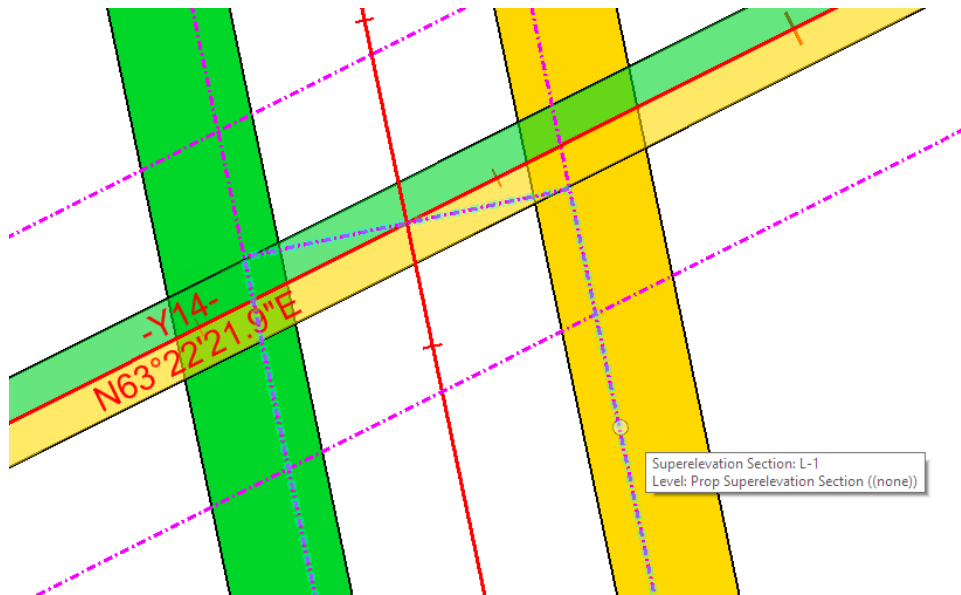 -Y14-
N63°22'21.9"E
Superelevation Section: L-1
Level: Prop Superelevation Section ((none))